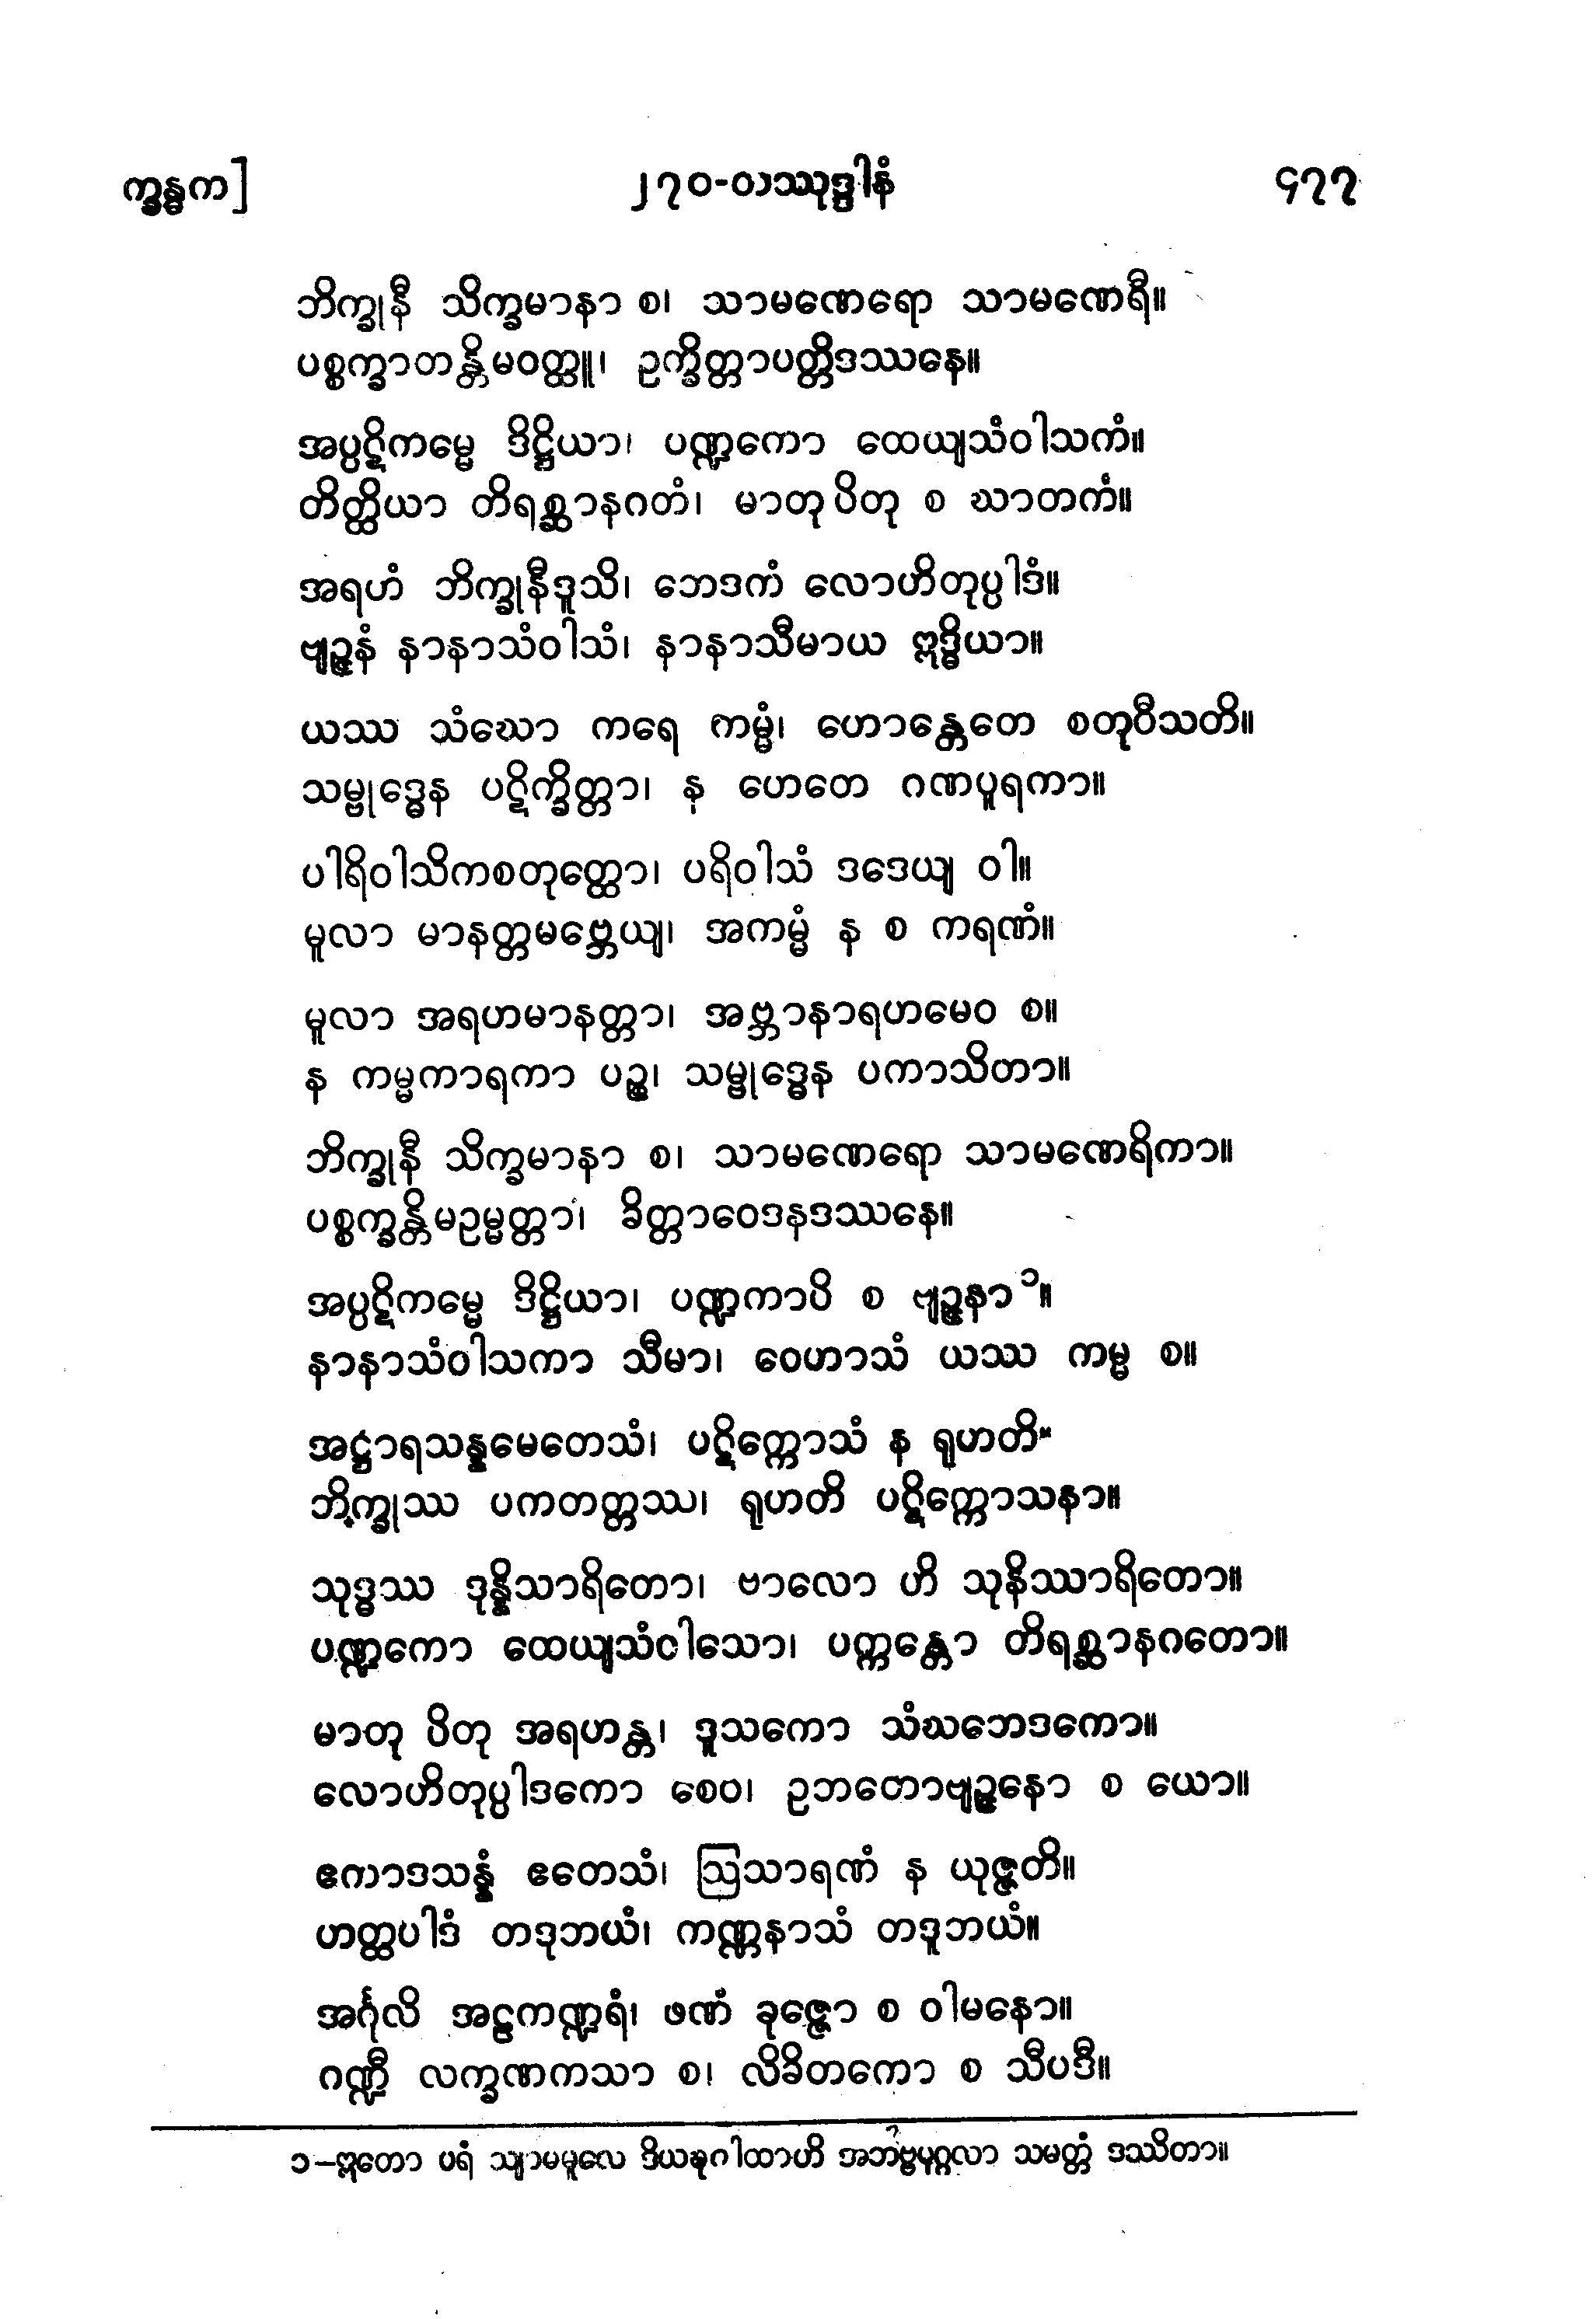 က္ခန္ဓက]
၂၇၀-တဿုဒ္ဒါနံ
၄၇၇
ဘိက္ခုနီ သိက္ခမာနာ စ၊ သာမဏေရော သာမဏေရီ။
ပစ္စက္ခာတန္တိမဝတ္ထူ၊ ဥက္ခိတ္တာပတ္တိဒဿနေ။
အပ္ပဋိကမ္မေ ဒိဋ္ဌိယာ၊ ပဏ္ဍကော ထေယျသံဝါသကံ။
တိတ္ထိယာ တိရစ္ဆာနဂတံ၊ မာတုပိတု စ ဃာတကံ။
အရဟံ ဘိက္ခုနီဒူသိ၊ ဘေဒကံ လောဟိတုပ္ပါဒံ။
ဗျဉ္ဇနံ နာနာသံဝါသံ၊ နာနာသီမာယ ဣဒ္ဓိယာ။
ယဿ သံဃော ကရေ ကမ္မံ၊ ဟောန္တေတေ စတုဝီသတိ။
သမ္ဗုဒ္ဓေန ပဋိက္ခိတ္တာ၊ န ဟေတေ ဂဏပူရကာ။
ပါရိဝါသိကစတုတ္ထော၊ ပရိဝါသံ ဒဒေယျ ဝါ။
မူလာ မာနတ္တမဗ္ဘေယျ၊ အကမ္မံ န စ ကရဏံ။
မူလာ အရဟမာနတ္တာ၊ အဗ္ဘာနာရဟမေဝ စ။
န ကမ္မကာရကာ ပဉ္စ၊ သမ္ဗုဒ္ဓေန ပကာသိတာ။
ဘိက္ခုနီ သိက္ခမာနာ စ၊ သာမဏေရော သာမဏေရိကာ။
ပစ္စက္ခန္တိမဥမ္မတ္တာ၊ ခိတ္တာဝေဒနဒဿနေ။
အပ္ပဋိကမ္မေ ဒိဋ္ဌိယာ၊ ပဏ္ဍကာပိ စ ဗျဉ္ဇနာ၁။
နာနာသံဝါသကာ သီမာ၊ ဝေဟာသံ ယဿ ကမ္မ စ။
အဋ္ဌာရသန္နမေတေသံ၊ ပဋိက္ကောသံ န ရုဟတိ။
ဘိက္ခုဿ ပကတတ္တဿ၊ ရုဟတိ ပဋိက္ကောသနာ။
သုဒ္ဓဿ ဒုန္နိသာရိတော၊ ဗာလော ဟိ သုနိဿာရိတော။
ပဏ္ဍကော ထေယျသံဝါသော၊ ပက္ကန္တော တိရစ္ဆာနဂတော။
မာတု ပိတု အရဟန္တ၊ ဒူသကော သံဃဘေဒကော။
လောဟိတုပ္ပါဒကော စေဝ၊ ဥဘတောဗျဉ္ဇနော စ ယော။
ဧကာဒသန္နံ ဧတေသံ၊ ဩသာရဏံ န ယုဇ္ဇတိ။
ဟတ္ထပါဒံ တဒုဘယံ၊ ကဏ္ဏနာသံ တဒူဘယံ။
အင်္ဂုလိ အဠကဏ္ဍရံ၊ ဖဏံ ခုဇ္ဇော စ ဝါမနော။
ဂဏ္ဍီ လက္ခဏကသာ စ၊ လိခိတကော စ သီပဒီ။
၁-ဣတော ပရံ သျာမမူလေ ဒိယဍ္ဎဂါထာဟိ အဘဗ္ဗပုဂ္ဂလာ သမတ္တံ ဒဿိတာ။